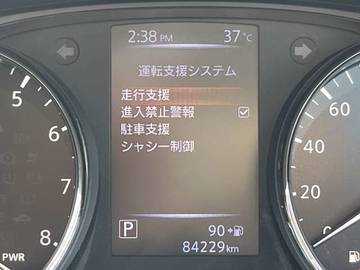 2:38 PM 37℃
運転支援システム
走行支援
進入禁止警報
駐車支援
シャシー制御
P 90
84229 km
5
6
7
8
PWR
60
40
20
0